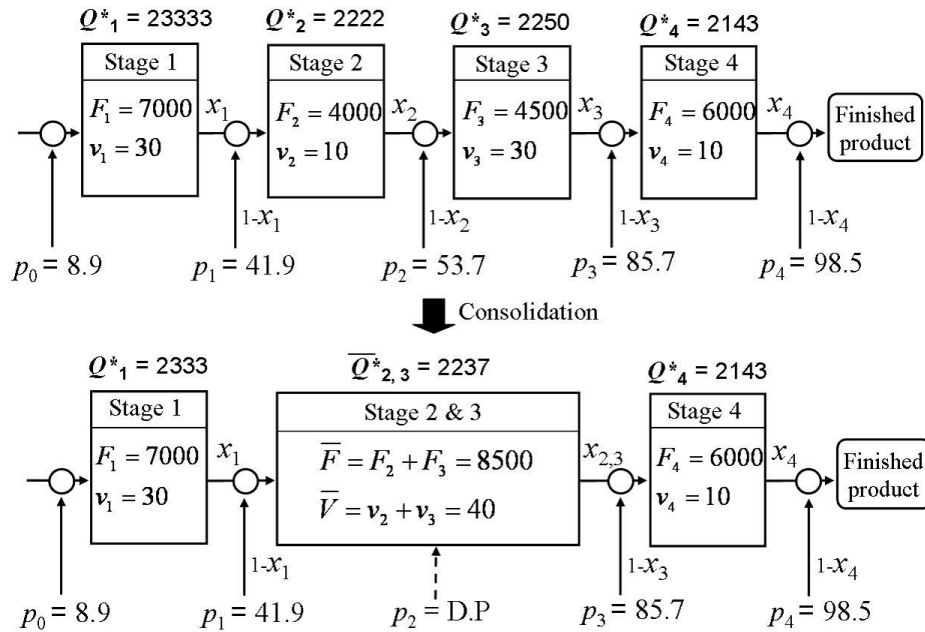 Q*1 = 23333
Q*2 = 2222
Q*3 = 2250
Q*4 = 2143
Stage 1
Stage 2
Stage 3
Stage 4
F1 = 7000
v1 = 30
x1
F2 = 4000
v2 = 10
x2
F3 = 4500
v3 = 30
x3
F4 = 6000
v4 = 10
x4
Finished
product
1-x1
1-x2
1-x3
1-x4
p0 = 8.9
p1 = 41.9
p2 = 53.7
p3 = 85.7
p4 = 98.5
Consolidation
Q*1 = 2333
Q̅*2, 3 = 2237
Q*4 = 2143
Stage 1
Stage 2 & 3
Stage 4
F1 = 7000
v1 = 30
x1
F̅ = F2 + F3 = 8500
V̅ = v2 + v3 = 40
x2,3
F4 = 6000
v4 = 10
x4
Finished
product
1-x1
1-x3
1-x4
p0 = 8.9
p1 = 41.9
p2 = D.P
p3 = 85.7
p4 = 98.5